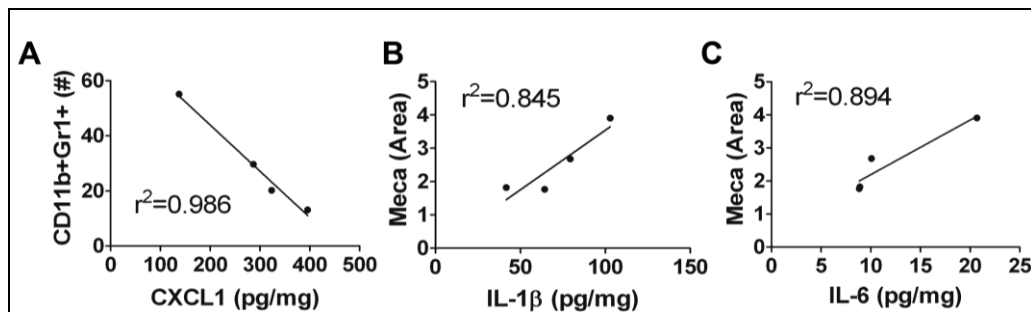 A
CD11b+Gr1+ (#)
60
40
20
0
r²=0.986
0 100 200 300 400 500
CXCL1 (pg/mg)
B
Meca (Area)
5
4
3
2
1
0
r²=0.845
0 50 100 150
IL-1β (pg/mg)
C
Meca (Area)
5
4
3
2
1
0
r²=0.894
0 5 10 15 20 25
IL-6 (pg/mg)